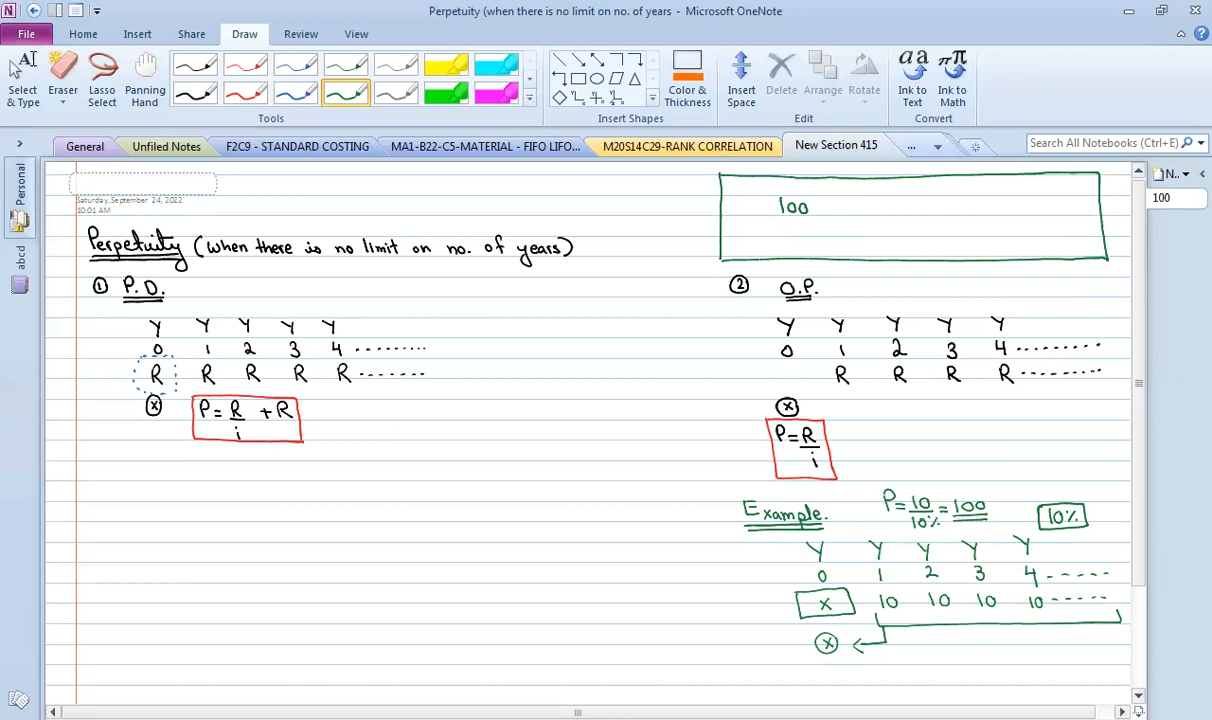 Perpetuity (when there is no limit on no. of years - Microsoft OneNote
File Home Insert Share Draw Review View
Select & Type
Eraser
Lasso Select
Panning Hand
Color & Thickness
Insert Space
Delete
Arrange
Rotate
Ink to Text
Ink to Math
Tools
Insert Shapes
Edit
Convert
General Unfiled Notes F2C9 - STANDARD COSTING MA1-B22-C5-MATERIAL - FIFO LIFO... M20S14C29-RANK CORRELATION New Section 415 ... Search All Notebooks (Ctrl+E)
Personal
abcd
N..
100
Saturday, September 24, 2022
10:01 AM
100
Perpetuity (when there is no limit on no. of years)
① P.D.
Y Y Y Y Y
0 1 2 3 4 ..........
R R R R R ..........
ⓧ P = R/i + R
② O.P.
Y Y Y Y Y
0 1 2 3 4 ..........
R R R R ..........
ⓧ
P = R/i
Example. P = 10/10% = 100 10%
Y Y Y Y Y
0 1 2 3 4 ------
x 10 10 10 10 ------
ⓧ